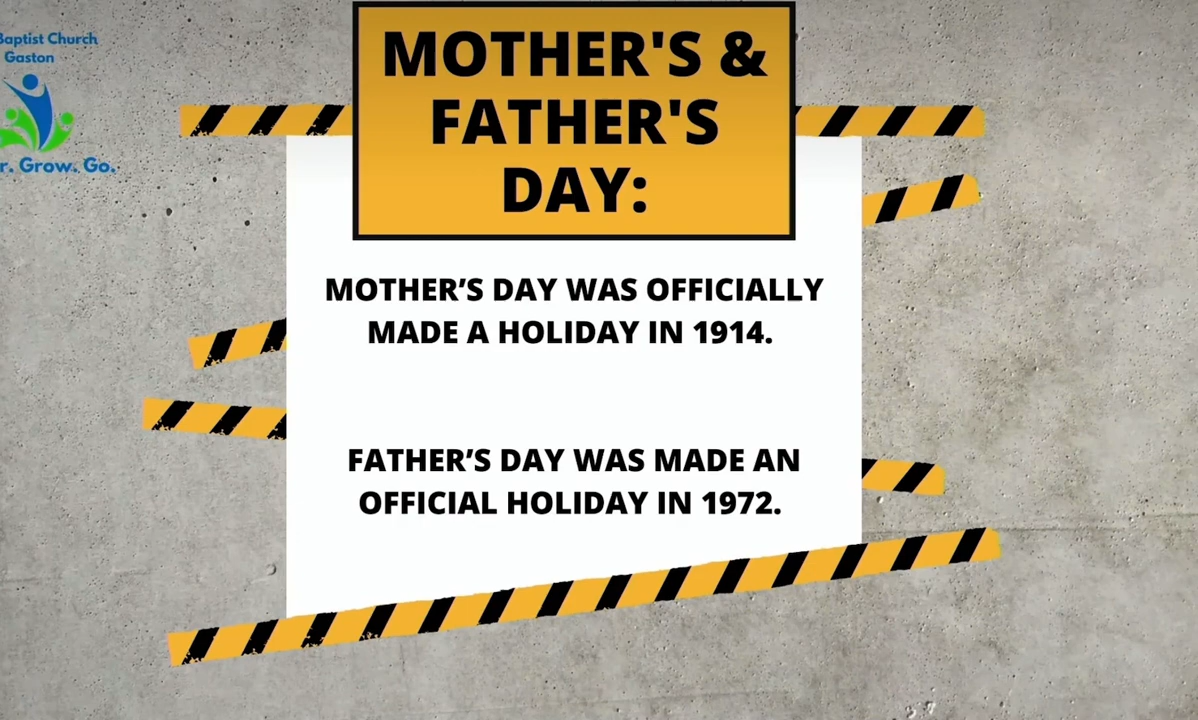 Baptist Church
Gaston
Grow. Go.
MOTHER'S &
FATHER'S
DAY:
MOTHER’S DAY WAS OFFICIALLY
MADE A HOLIDAY IN 1914.
FATHER’S DAY WAS MADE AN
OFFICIAL HOLIDAY IN 1972.